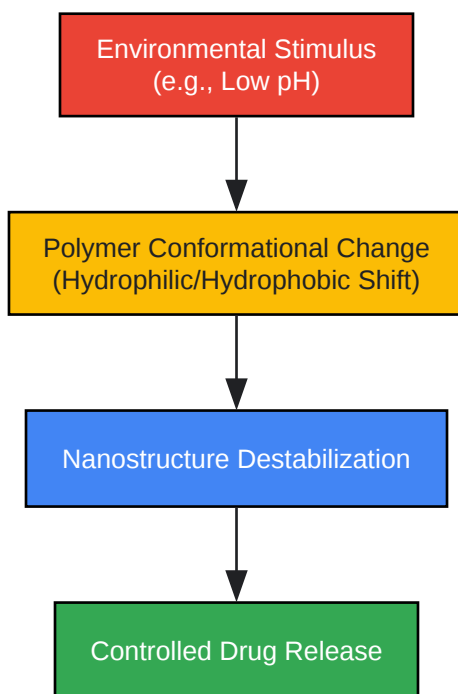 Environmental Stimulus
(e.g., Low pH)
Polymer Conformational Change
(Hydrophilic/Hydrophobic Shift)
Nanostructure Destabilization
Controlled Drug Release